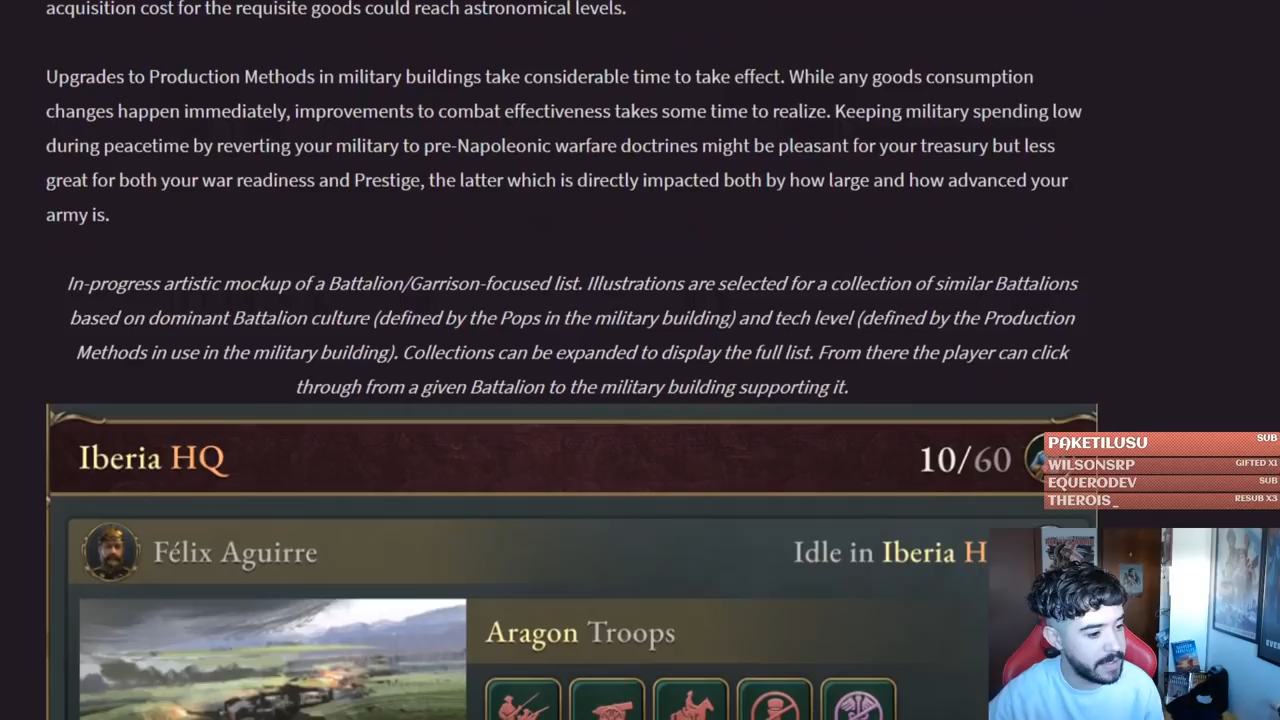 acquisition cost for the requisite goods could reach astronomical levels.
Upgrades to Production Methods in military buildings take considerable time to take effect. While any goods consumption
changes happen immediately, improvements to combat effectiveness takes some time to realize. Keeping military spending low
during peacetime by reverting your military to pre-Napoleonic warfare doctrines might be pleasant for your treasury but less
great for both your war readiness and Prestige, the latter which is directly impacted both by how large and how advanced your
army is.
In-progress artistic mockup of a Battalion/Garrison-focused list. Illustrations are selected for a collection of similar Battalions
based on dominant Battalion culture (defined by the Pops in the military building) and tech level (defined by the Production
Methods in use in the military building). Collections can be expanded to display the full list. From there the player can click
through from a given Battalion to the military building supporting it.
Iberia HQ 10/60
PAKETILUSU SUB
WILSONSRP GIFTED X1
EQUERODEV SUB
THEROIS_ RESUB X3
Félix Aguirre Idle in Iberia H
Aragon Troops